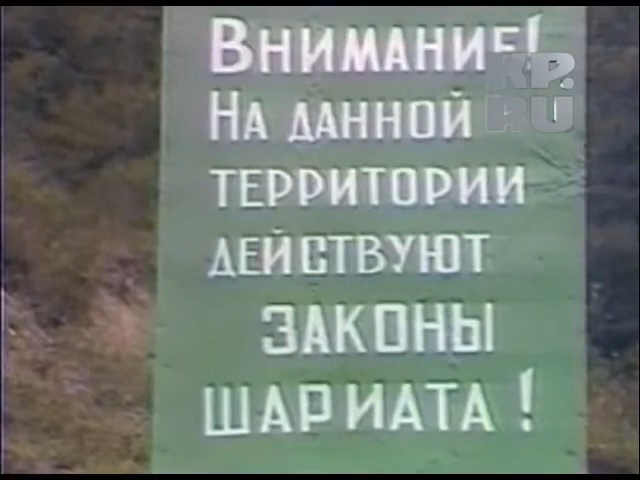 Внимание!
KP.
На данной
RU
территории
действуют
законы
шариата!